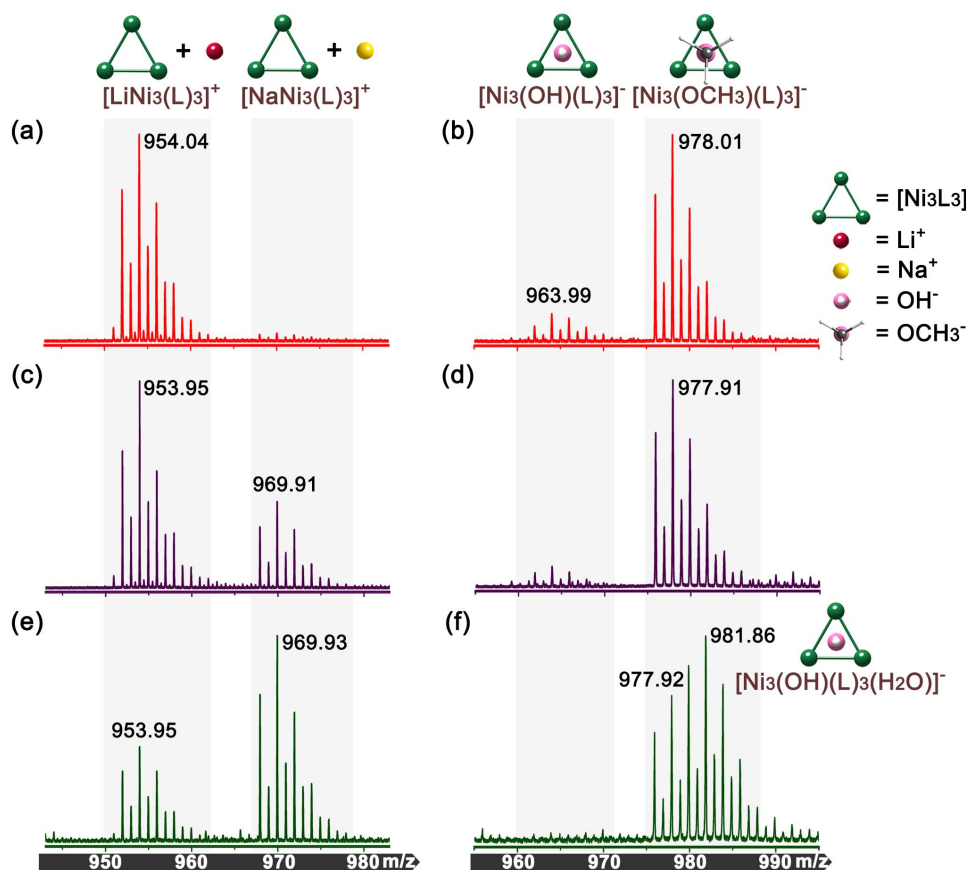 + +
[LiNi3(L)3]+ [NaNi3(L)3]+ [Ni3(OH)(L)3]- [Ni3(OCH3)(L)3]-
(a) 954.04
(b) 978.01
963.99
= [Ni3L3]
= Li+
= Na+
= OH-
= OCH3-
(c) 953.95
969.91
(d) 977.91
(e) 969.93
953.95
(f) 981.86
977.92
[Ni3(OH)(L)3(H2O)]-
950 960 970 980 m/z
960 970 980 990 m/z